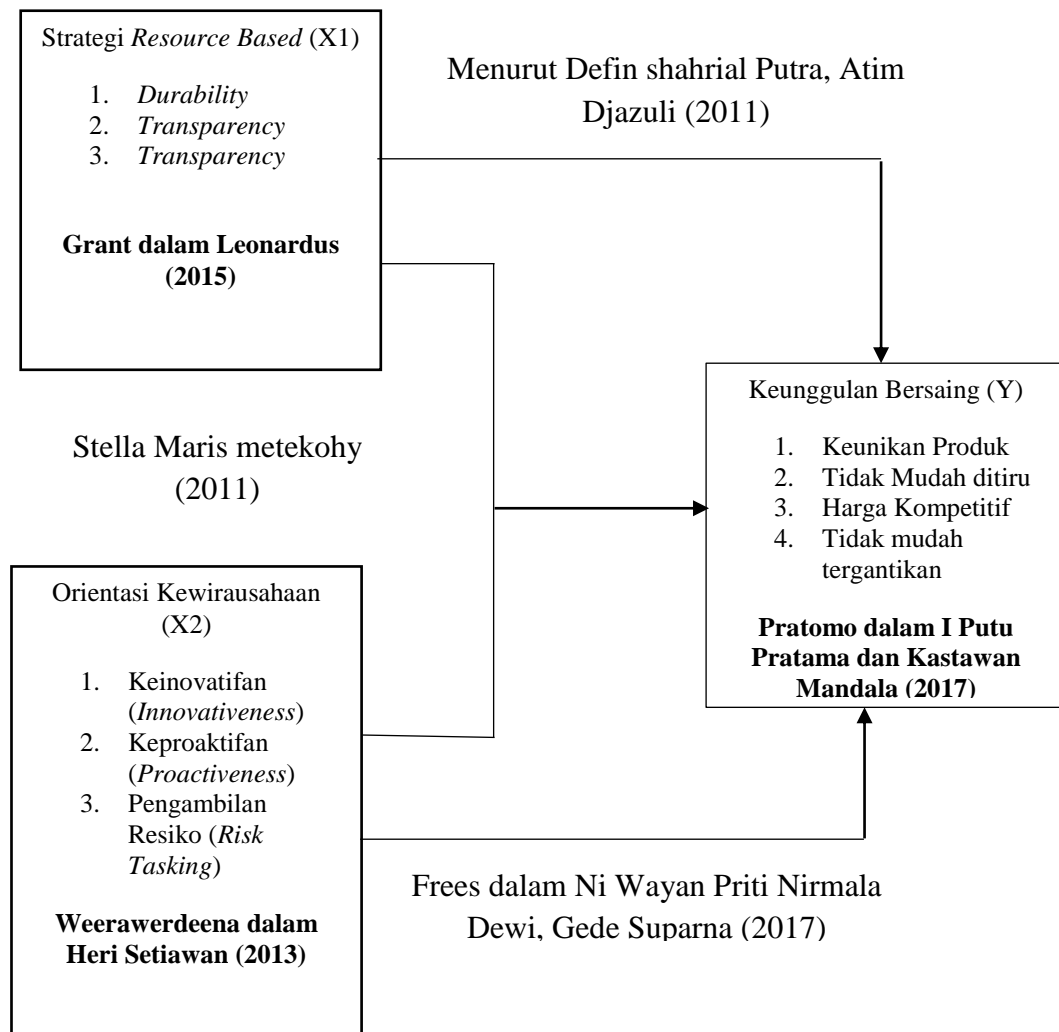 Strategi Resource Based (X1)
1. Durability
2. Transparency
3. Transparency
Grant dalam Leonardus
(2015)
Menurut Defin shahrial Putra, Atim
Djazuli (2011)
Stella Maris metekohy
(2011)
Keunggulan Bersaing (Y)
1. Keunikan Produk
2. Tidak Mudah ditiru
3. Harga Kompetitif
4. Tidak mudah
tergantikan
Pratomo dalam I Putu
Pratama dan Kastawan
Mandala (2017)
Orientasi Kewirausahaan
(X2)
1. Keinovatifan
(Innovativeness)
2. Keproaktifan
(Proactiveness)
3. Pengambilan
Resiko (Risk
Tasking)
Weerawerdeena dalam
Heri Setiawan (2013)
Frees dalam Ni Wayan Priti Nirmala
Dewi, Gede Suparna (2017)